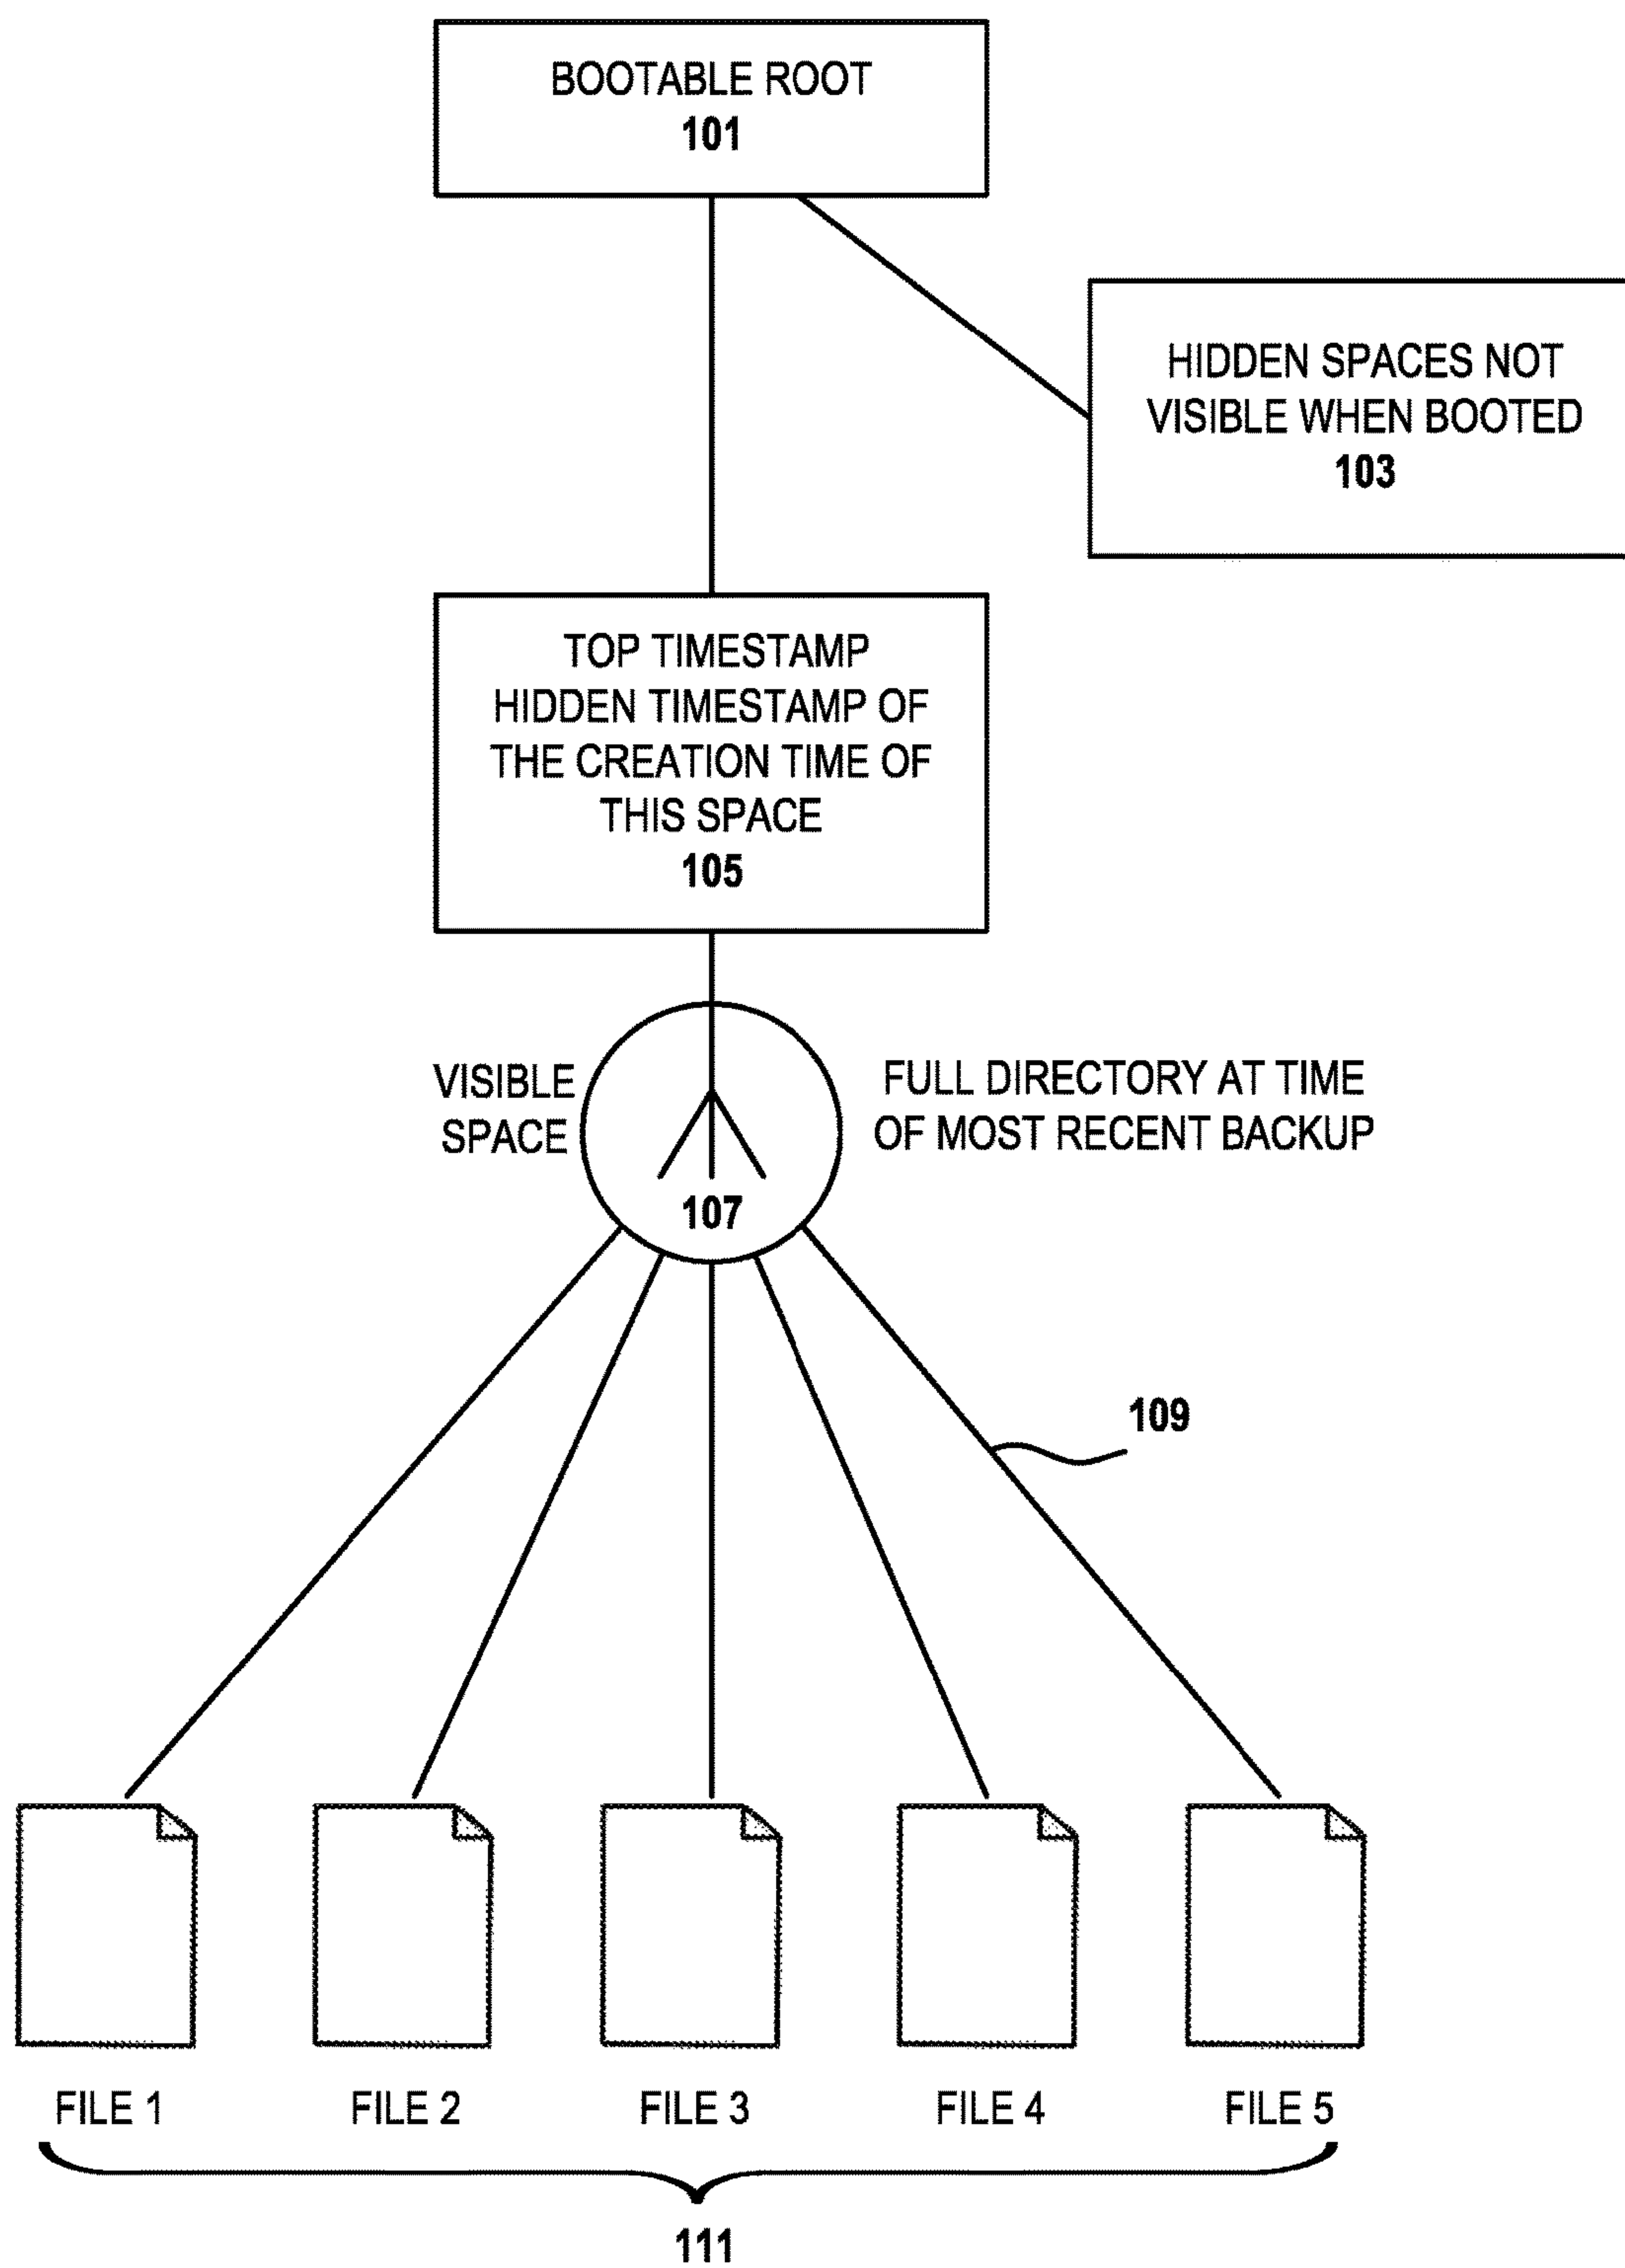 BOOTABLE ROOT
101
HIDDEN SPACES NOT
VISIBLE WHEN BOOTED
103
TOP TIMESTAMP
HIDDEN TIMESTAMP OF
THE CREATION TIME OF
THIS SPACE
105
VISIBLE
SPACE
107
FULL DIRECTORY AT TIME
OF MOST RECENT BACKUP
109
FILE 1
FILE 2
FILE 3
FILE 4
FILE 5
111